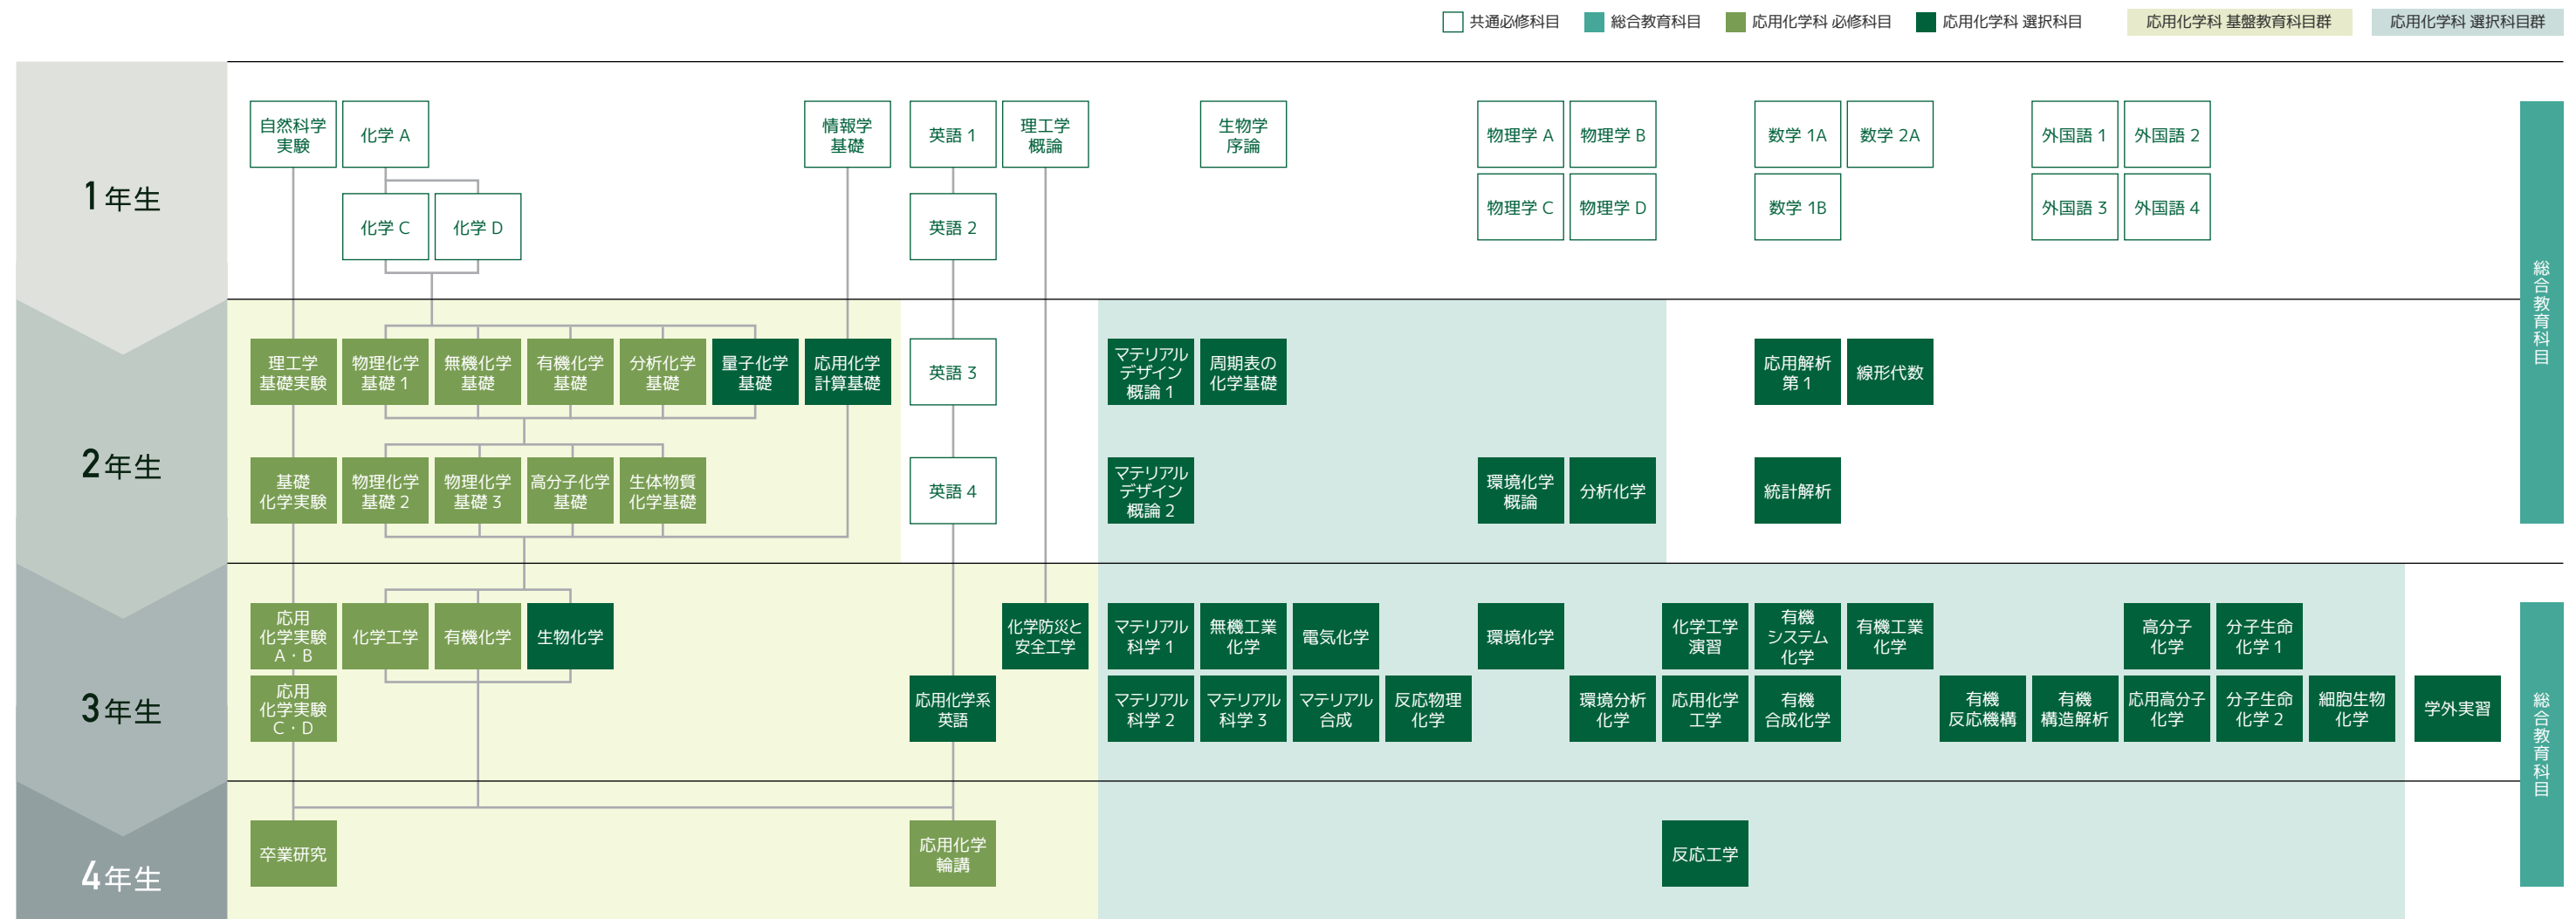 共通必修科目
総合教育科目
応用化学科 必修科目
応用化学科 選択科目
応用化学科 基盤教育科目群
応用化学科 選択科目群
1年生
自然科学
実験
化学 A
情報学
基礎
英語 1
理工学
概論
生物学
序論
物理学 A
物理学 B
数学 1A
数学 2A
外国語 1
外国語 2
化学 C
化学 D
英語 2
物理学 C
物理学 D
数学 1B
外国語 3
外国語 4
総合教育科目
2年生
理工学
基礎実験
物理化学
基礎 1
無機化学
基礎
有機化学
基礎
分析化学
基礎
量子化学
基礎
応用化学
計算基礎
英語 3
マテリアル
デザイン
概論 1
周期表の
化学基礎
応用解析
第 1
線形代数
基礎
化学実験
物理化学
基礎 2
物理化学
基礎 3
高分子化学
基礎
生体物質
化学基礎
英語 4
マテリアル
デザイン
概論 2
環境化学
概論
分析化学
統計解析
3年生
応用
化学実験
A・B
化学工学
有機化学
生物化学
化学防災と
安全工学
マテリアル
科学 1
無機工業
化学
電気化学
環境化学
化学工学
演習
有機
システム
化学
有機工業
化学
高分子
化学
分子生命
化学 1
応用
化学実験
C・D
応用化学系
英語
マテリアル
科学 2
マテリアル
科学 3
マテリアル
合成
反応物理
化学
環境分析
化学
応用化学
工学
有機
合成化学
有機
反応機構
有機
構造解析
応用高分子
化学
分子生命
化学 2
細胞生物
化学
学外実習
総合教育科目
4年生
卒業研究
応用化学
輪講
反応工学